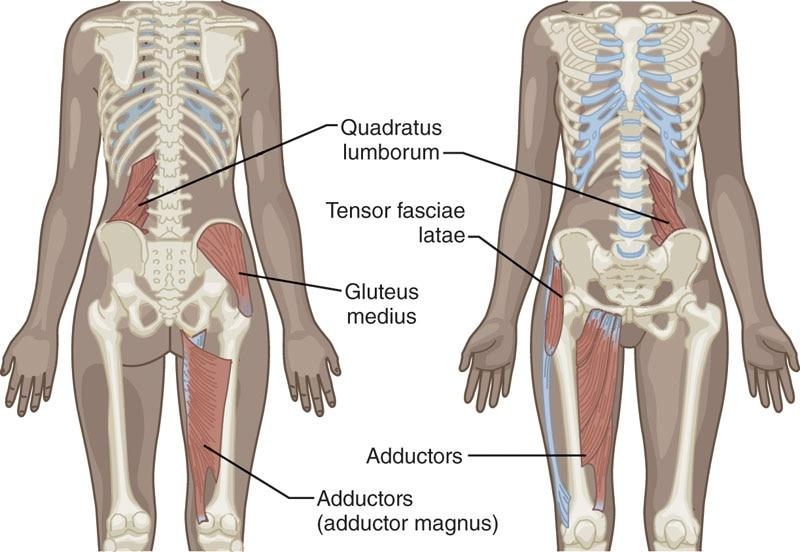 Quadratus
lumborum
Tensor fasciae
latae
Gluteus
medius
Adductors
Adductors
(adductor magnus)